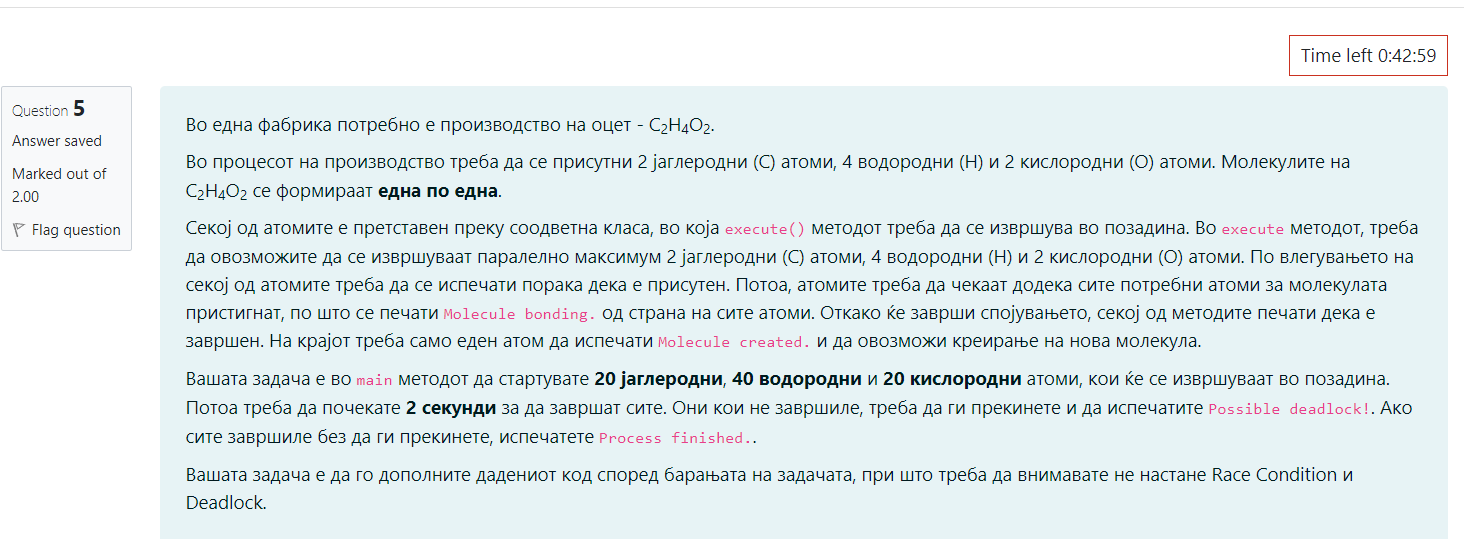 Time left 0:42:59
Question 5
Answer saved
Marked out of
2.00
Flag question
Во една фабрика потребно е производство на оцет - C₂H₄O₂.
Во процесот на производство треба да се присутни 2 јаглеродни (C) атоми, 4 водородни (H) и 2 кислородни (O) атоми. Молекулите на
C₂H₄O₂ се формираат една по една.
Секој од атомите е претставен преку соодветна класа, во која execute() методот треба да се извршува во позадина. Во execute методот, треба
да овозможите да се извршуваат паралелно максимум 2 јаглеродни (C) атоми, 4 водородни (H) и 2 кислородни (O) атоми. По влегувањето на
секој од атомите треба да се испечати порака дека е присутен. Потоа, атомите треба да чекаат додека сите потребни атоми за молекулата
пристигнат, по што се печати Molecule bonding. од страна на сите атоми. Откако ќе заврши спојувањето, секој од методите печати дека е
завршен. На крајот треба само еден атом да испечати Molecule created. и да овозможи креирање на нова молекула.
Вашата задача е во main методот да стартувате 20 јаглеродни, 40 водородни и 20 кислородни атоми, кои ќе се извршуваат во позадина.
Потоа треба да почекате 2 секунди за да завршат сите. Они кои не завршиле, треба да ги прекинете и да испечатите Possible deadlock!. Ако
сите завршиле без да ги прекинете, испечатете Process finished..
Вашата задача е да го дополните дадениот код според барањата на задачата, при што треба да внимавате не настане Race Condition и
Deadlock.